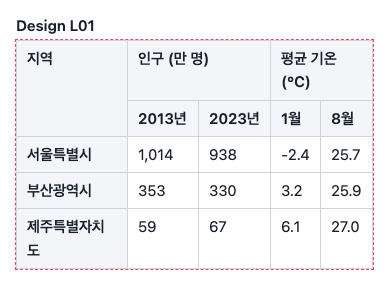 Design L01
지역 인구 (만 명) 평균 기온
(°C)
2013년 2023년 1월 8월
서울특별시 1,014 938 -2.4 25.7
부산광역시 353 330 3.2 25.9
제주특별자치 59 67 6.1 27.0
도